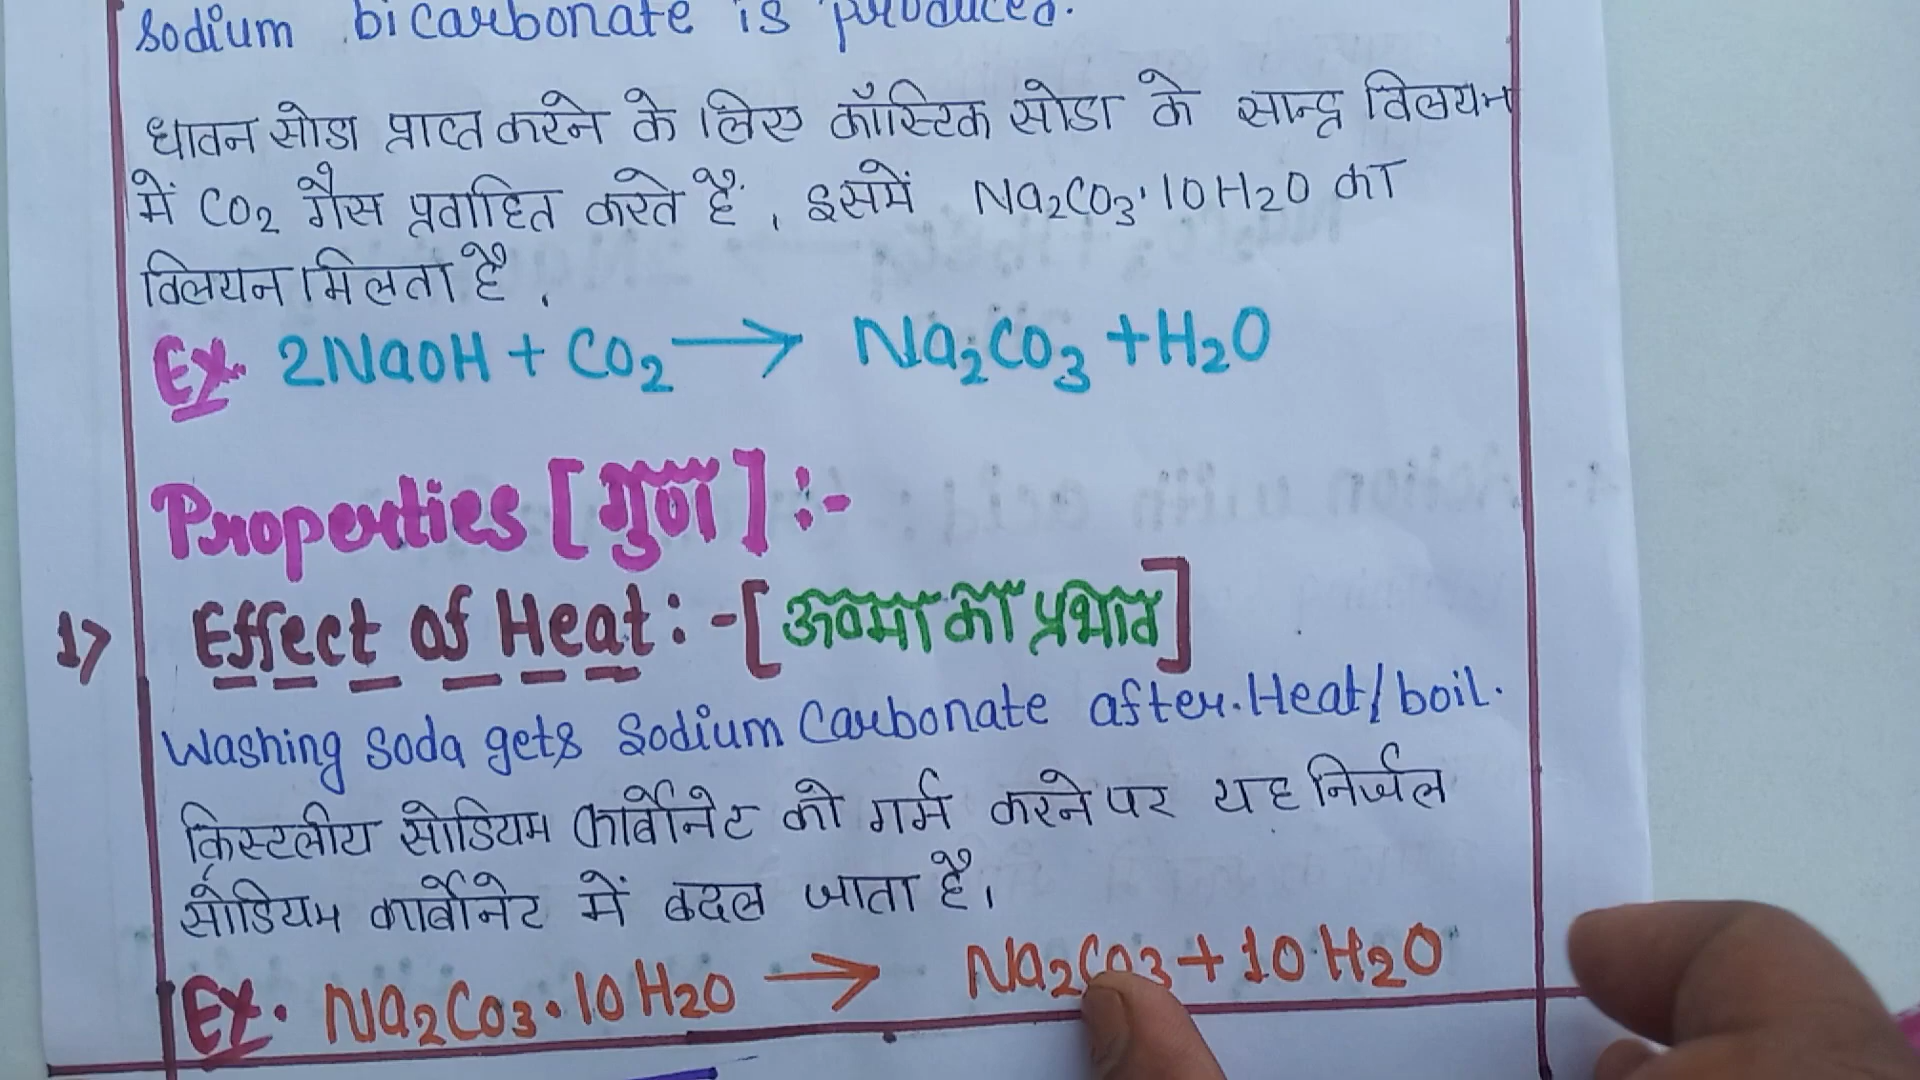 Sodium bicarbonate is produced.
धावन सोडा प्राप्त करने के लिए कॉस्टिक सोडा के सान्द्र विलयन
में CO2 गैस प्रवाहित करते हैं, इसमें Na2CO3·10H2O का
विलयन मिलता है,
Ex. 2NaOH + CO2 → Na2CO3 + H2O
Properties [गुण] :-
1> Effect of Heat :- [ऊष्मा का प्रभाव]
Washing soda gets Sodium Carbonate after. Heat/boil.
क्रिस्टलीय सोडियम कार्बोनेट को गर्म करने पर यह निर्जल
सोडियम कार्बोनेट में बदल जाता है।
Ex. Na2CO3·10H2O → Na2CO3 + 10H2O